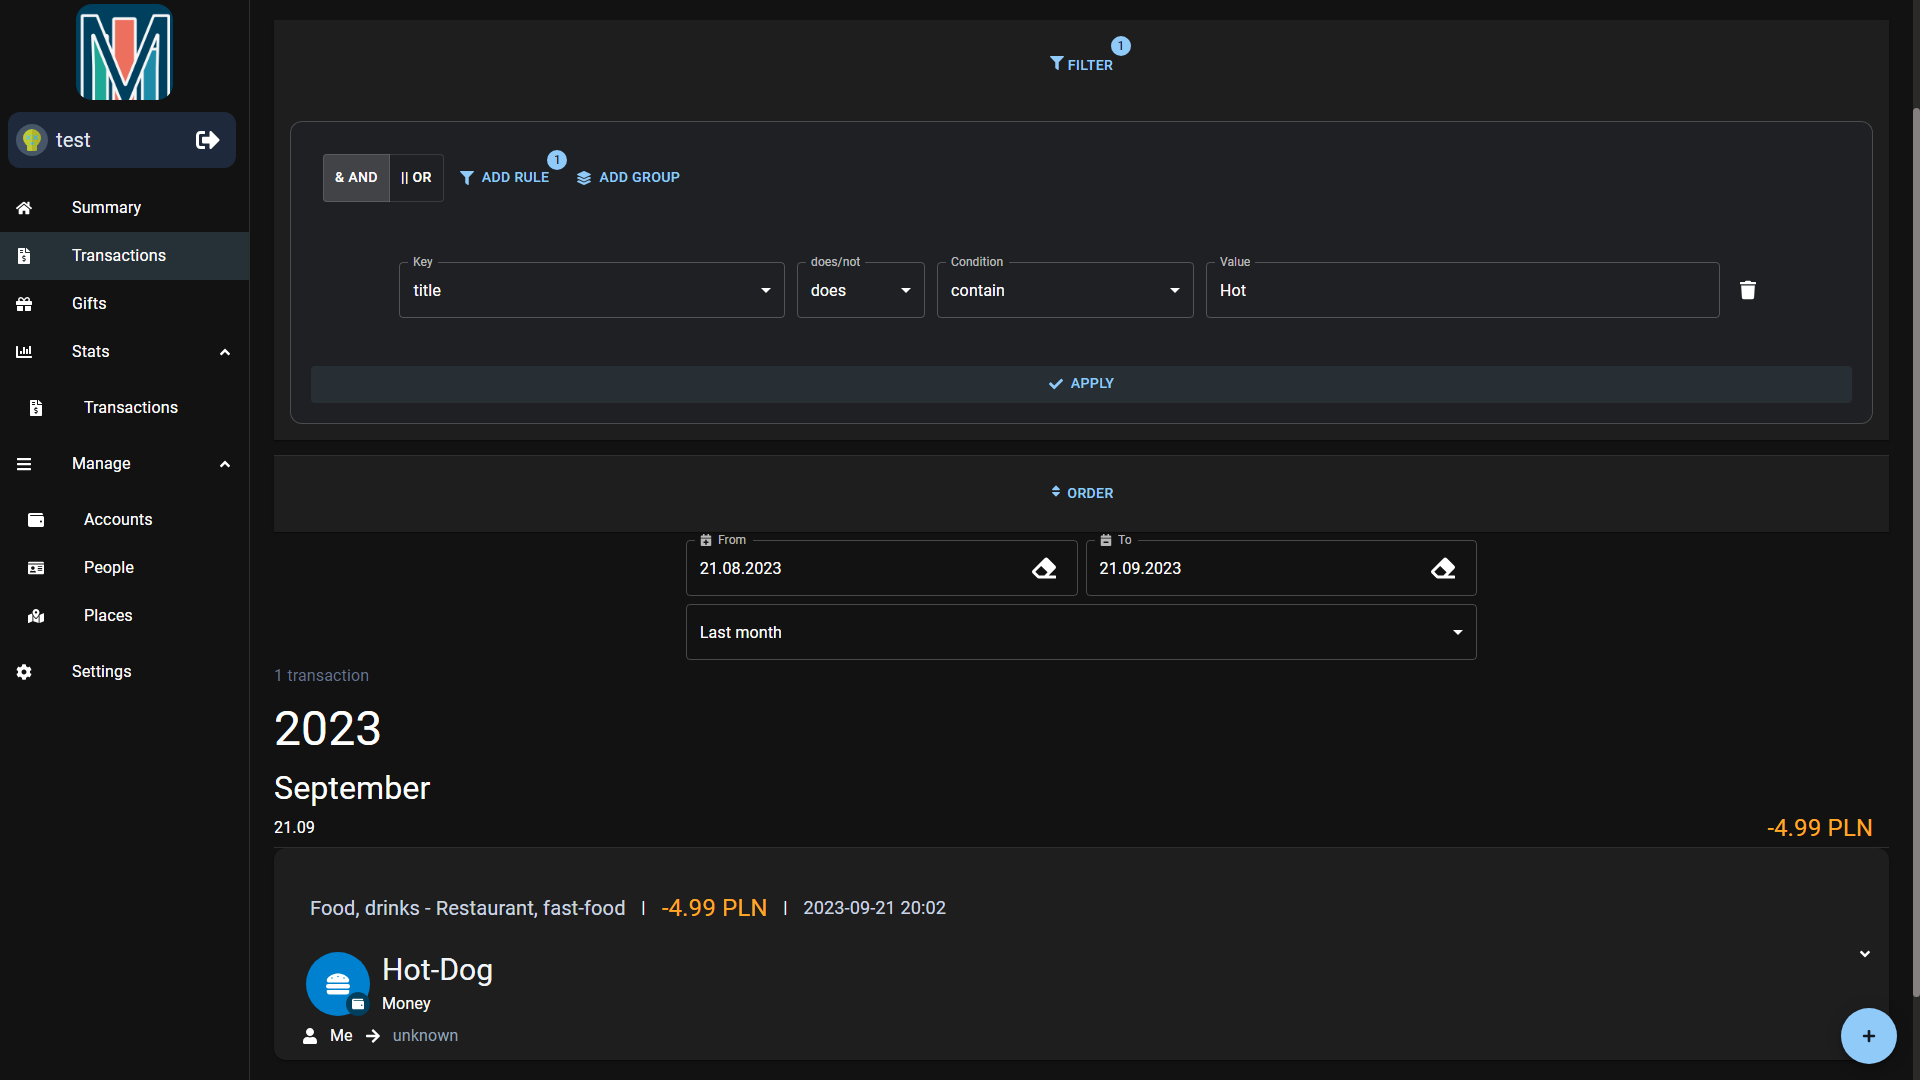 test
Summary
Transactions
Gifts
Stats
Transactions
Manage
Accounts
People
Places
Settings
FILTER 1
& AND || OR ADD RULE 1 ADD GROUP
Key does/not Condition Value
title does contain Hot
APPLY
ORDER
From To
21.08.2023 21.09.2023
Last month
1 transaction
2023
September
21.09 -4.99 PLN
Food, drinks - Restaurant, fast-food | -4.99 PLN | 2023-09-21 20:02
Hot-Dog
Money
Me → unknown
+